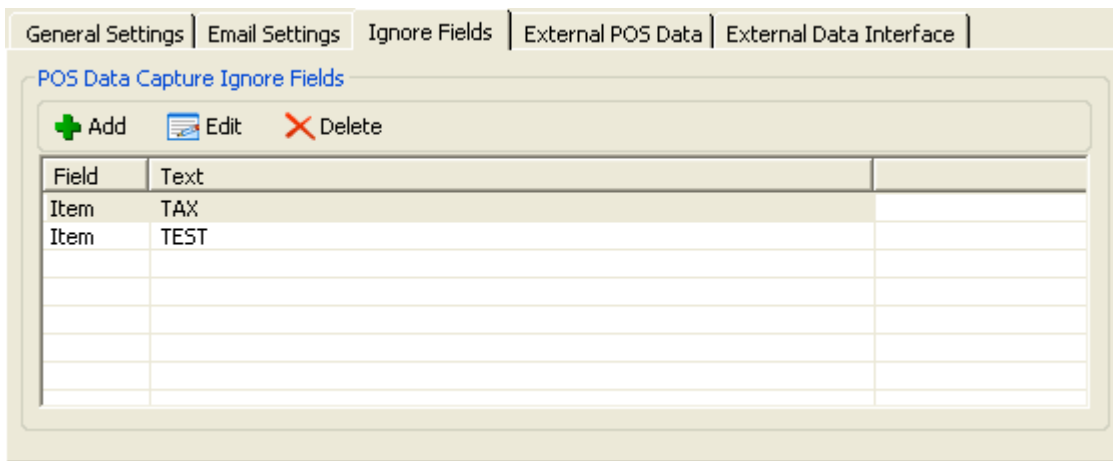 General Settings Email Settings Ignore Fields External POS Data External Data Interface
POS Data Capture Ignore Fields
Add Edit Delete
Field Text
Item TAX
Item TEST